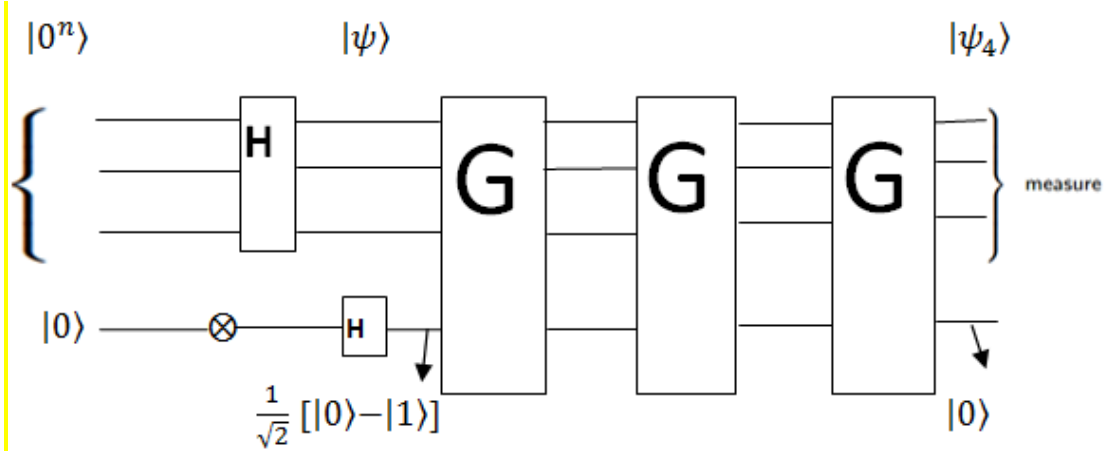 |0ⁿ⟩ |ψ⟩ |ψ₄⟩
H
G G G
measure
|0⟩ H
1/√2 [|0⟩−|1⟩] |0⟩